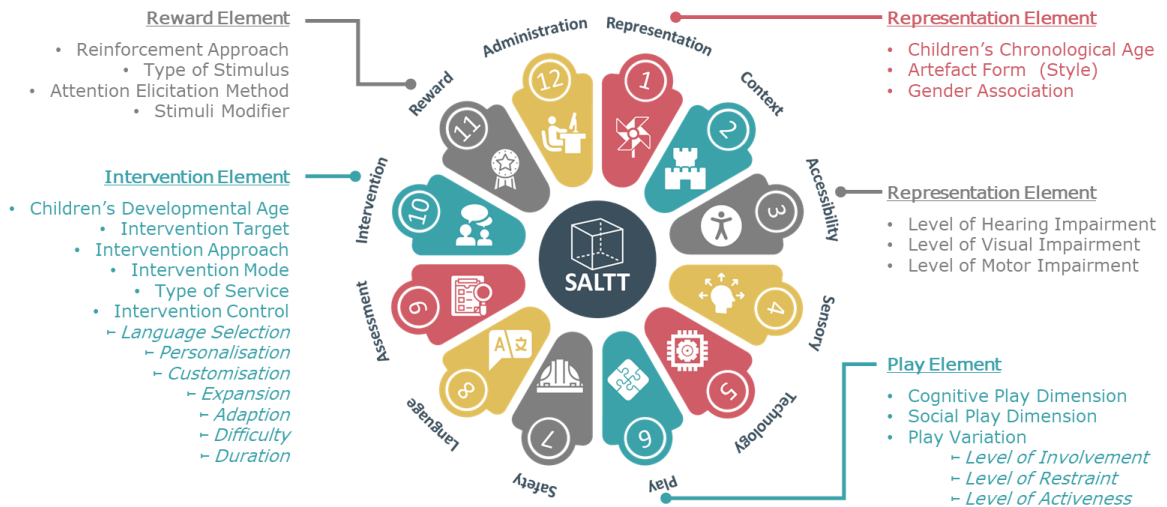 Reward Element
• Reinforcement Approach
• Type of Stimulus
• Attention Elicitation Method
• Stimuli Modifier
Intervention Element
• Children's Developmental Age
• Intervention Target
• Intervention Approach
• Intervention Mode
• Type of Service
• Intervention Control
Language Selection
Personalisation
Customisation
Expansion
Adaption
Difficulty
Duration
Administration
12
Representation
1
Context
2
Accessibility
3
Sensory
4
Technology
5
Play
6
Safety
7
Language
8
Assessment
9
Intervention
10
Reward
11
SALTT
A文
Representation Element
• Children's Chronological Age
• Artefact Form (Style)
• Gender Association
Representation Element
• Level of Hearing Impairment
• Level of Visual Impairment
• Level of Motor Impairment
Play Element
• Cognitive Play Dimension
• Social Play Dimension
• Play Variation
Level of Involvement
Level of Restraint
Level of Activeness